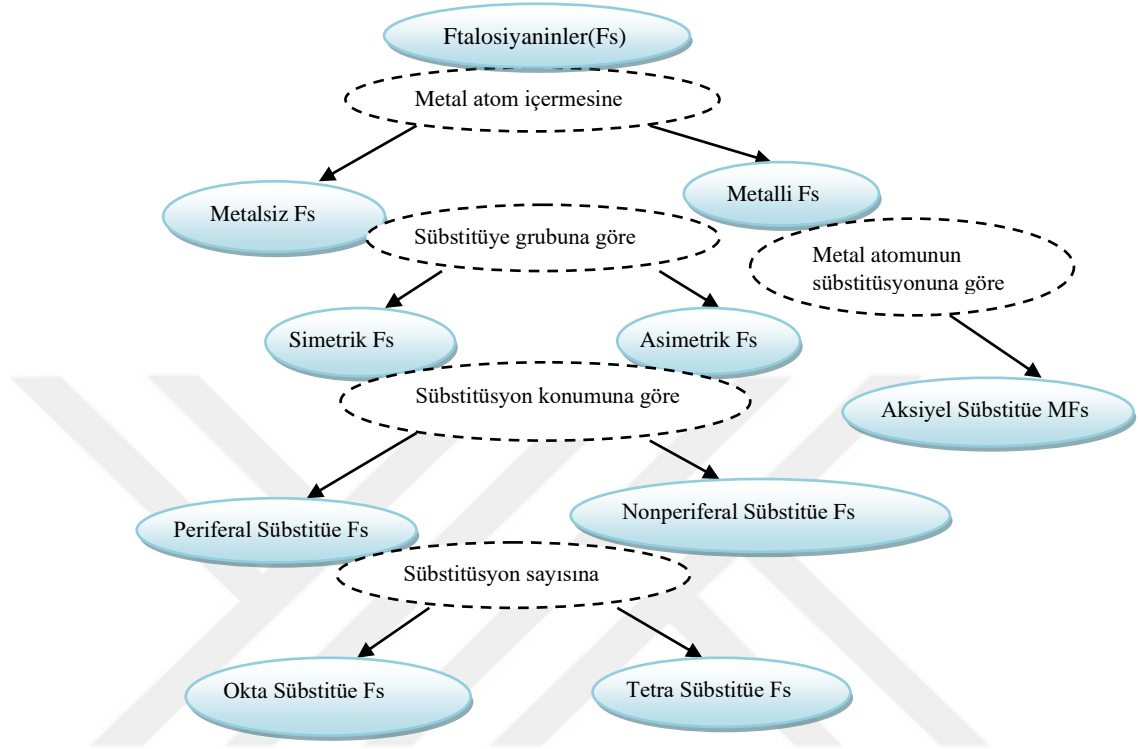 Ftalosiyaninler(Fs)
Metal atom içermesine
Metalsiz Fs
Metalli Fs
Sübstitüye grubuna göre
Metal atomunun
sübstitüsyonuna göre
Simetrik Fs
Asimetrik Fs
Sübstitüsyon konumuna göre
Aksiyel Sübstitüe MFs
Periferal Sübstitüe Fs
Nonperiferal Sübstitüe Fs
Sübstitüsyon sayısına
Okta Sübstitüe Fs
Tetra Sübstitüe Fs